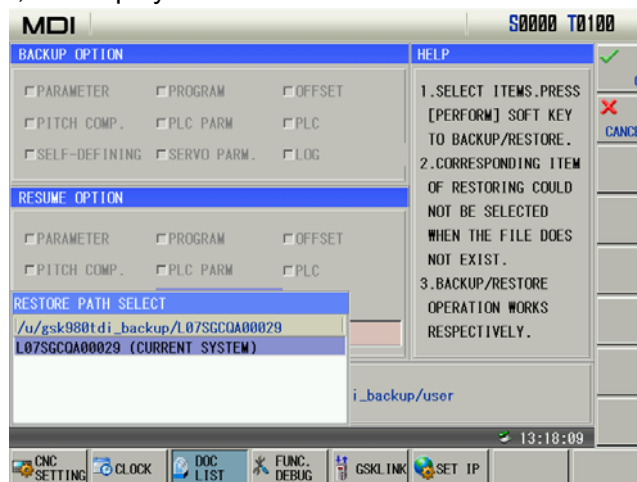 MDI
S0000 T0100
BACKUP OPTION
PARAMETER PROGRAM OFFSET
PITCH COMP. PLC PARM PLC
SELF-DEFINING SERVO PARM. LOG
RESUME OPTION
PARAMETER PROGRAM OFFSET
PITCH COMP. PLC PARM PLC
RESTORE PATH SELECT
/u/gsk980tdi_backup/L07SGCQA00029
L07SGCQA00029 (CURRENT SYSTEM)
i_backup/user
HELP
1.SELECT ITEMS.PRESS
[PERFORM] SOFT KEY
TO BACKUP/RESTORE.
2.CORRESPONDING ITEM
OF RESTORING COULD
NOT BE SELECTED
WHEN THE FILE DOES
NOT EXIST.
3.BACKUP/RESTORE
OPERATION WORKS
RESPECTIVELY.
CANCE
13:18:09
CNC
SETTING
CLOCK
DOC
LIST
FUNC.
DEBUG
GSKLINK
SET IP